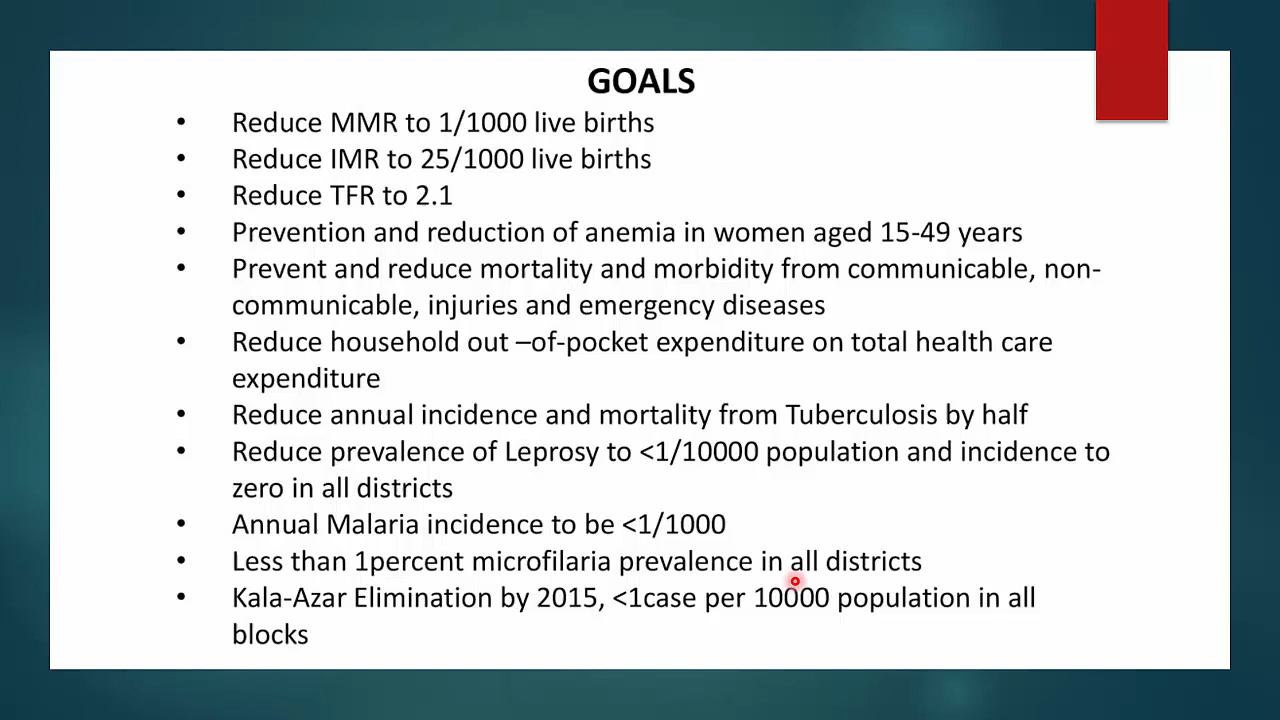 GOALS
• Reduce MMR to 1/1000 live births
• Reduce IMR to 25/1000 live births
• Reduce TFR to 2.1
• Prevention and reduction of anemia in women aged 15-49 years
• Prevent and reduce mortality and morbidity from communicable, non-
communicable, injuries and emergency diseases
• Reduce household out –of-pocket expenditure on total health care
expenditure
• Reduce annual incidence and mortality from Tuberculosis by half
• Reduce prevalence of Leprosy to <1/10000 population and incidence to
zero in all districts
• Annual Malaria incidence to be <1/1000
• Less than 1percent microfilaria prevalence in all districts
• Kala-Azar Elimination by 2015, <1case per 10000 population in all
blocks